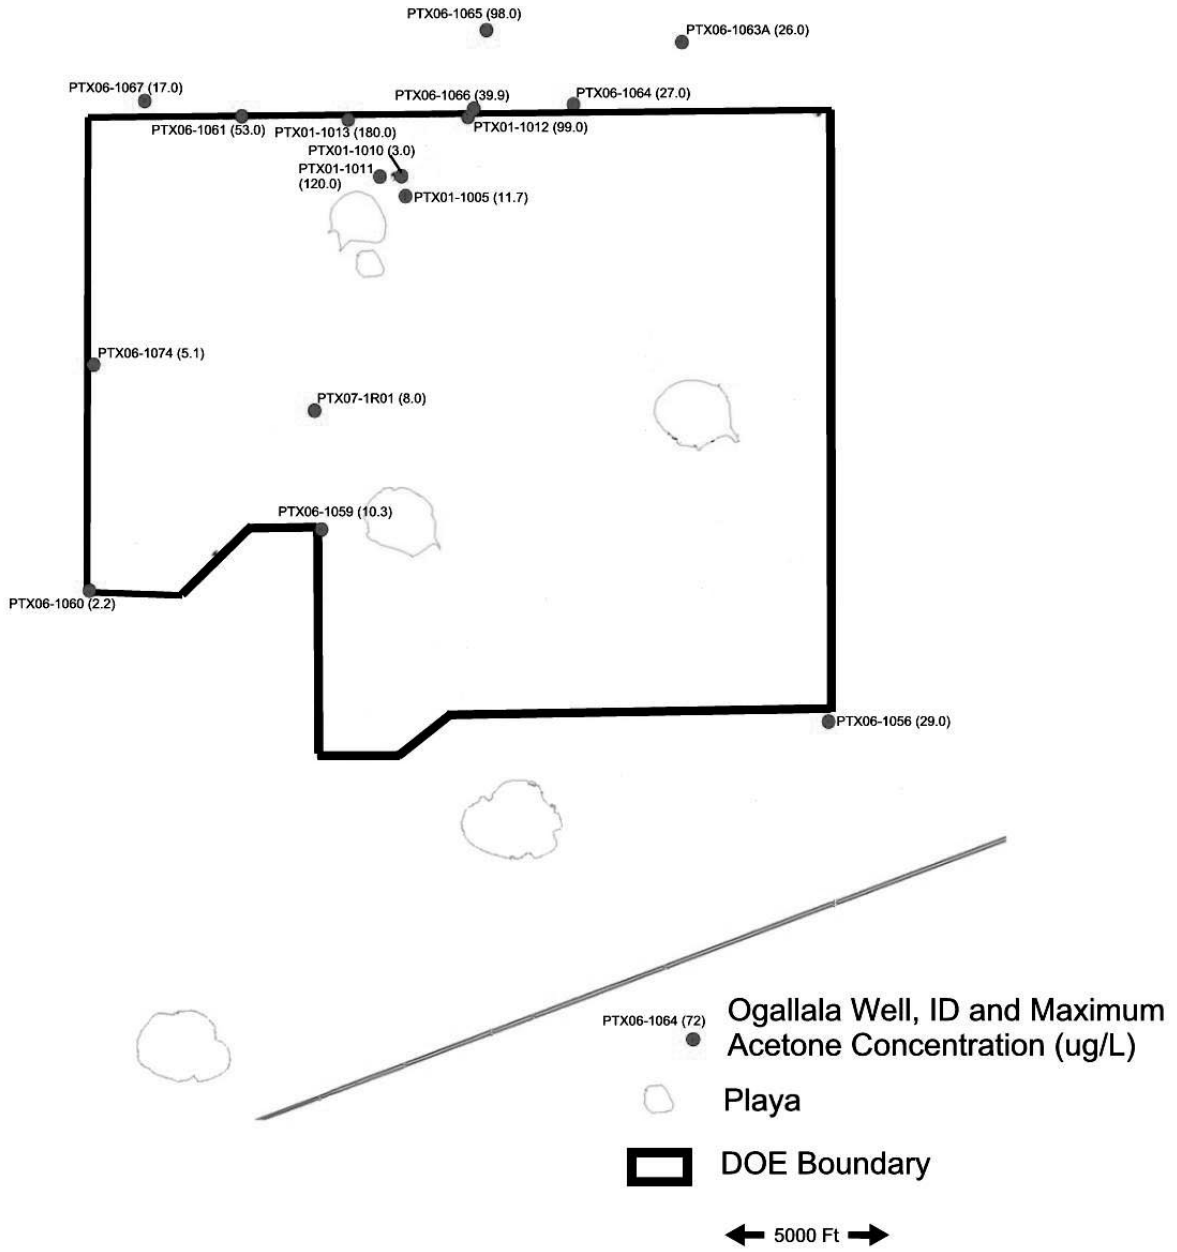 PTX06-1065 (98.0)
PTX06-1063A (26.0)
PTX06-1067 (17.0)
PTX06-1066 (39.9)
PTX06-1064 (27.0)
PTX06-1061 (53.0)
PTX01-1013 (180.0)
PTX01-1012 (99.0)
PTX01-1010 (3.0)
PTX01-1011
(120.0)
PTX01-1005 (11.7)
PTX06-1074 (5.1)
PTX07-1R01 (8.0)
PTX06-1059 (10.3)
PTX06-1060 (2.2)
PTX06-1056 (29.0)
PTX06-1064 (72)
Ogallala Well, ID and Maximum
Acetone Concentration (ug/L)
Playa
DOE Boundary
5000 Ft